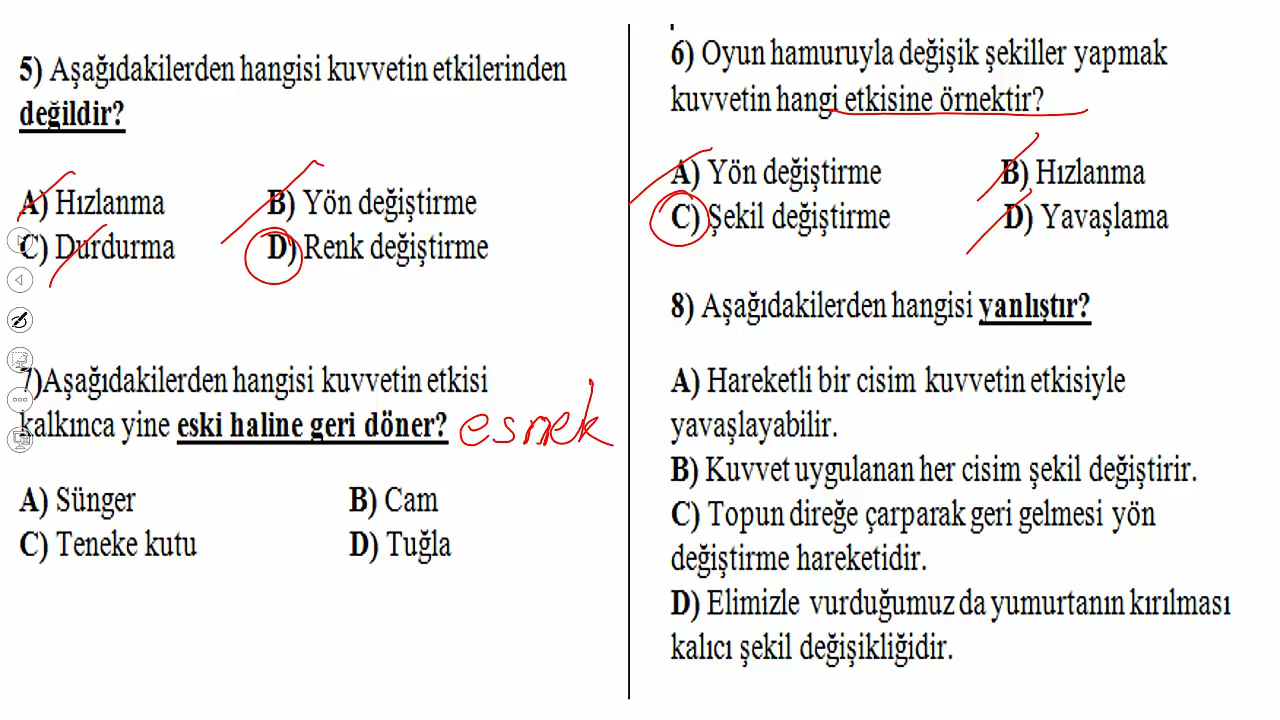 5) Aşağıdakilerden hangisi kuvvetin etkilerinden
değildir?
A) Hızlanma B) Yön değiştirme
C) Durdurma D) Renk değiştirme
7)Aşağıdakilerden hangisi kuvvetin etkisi
kalkınca yine eski haline geri döner? esnek
A) Sünger B) Cam
C) Teneke kutu D) Tuğla
6) Oyun hamuruyla değişik şekiller yapmak
kuvvetin hangi etkisine örnektir?
A) Yön değiştirme B) Hızlanma
C) Şekil değiştirme D) Yavaşlama
8) Aşağıdakilerden hangisi yanlıştır?
A) Hareketli bir cisim kuvvetin etkisiyle
yavaşlayabilir.
B) Kuvvet uygulanan her cisim şekil değiştirir.
C) Topun direğe çarparak geri gelmesi yön
değiştirme hareketidir.
D) Elimizle vurduğumuz da yumurtanın kırılması
kalıcı şekil değişikliğidir.